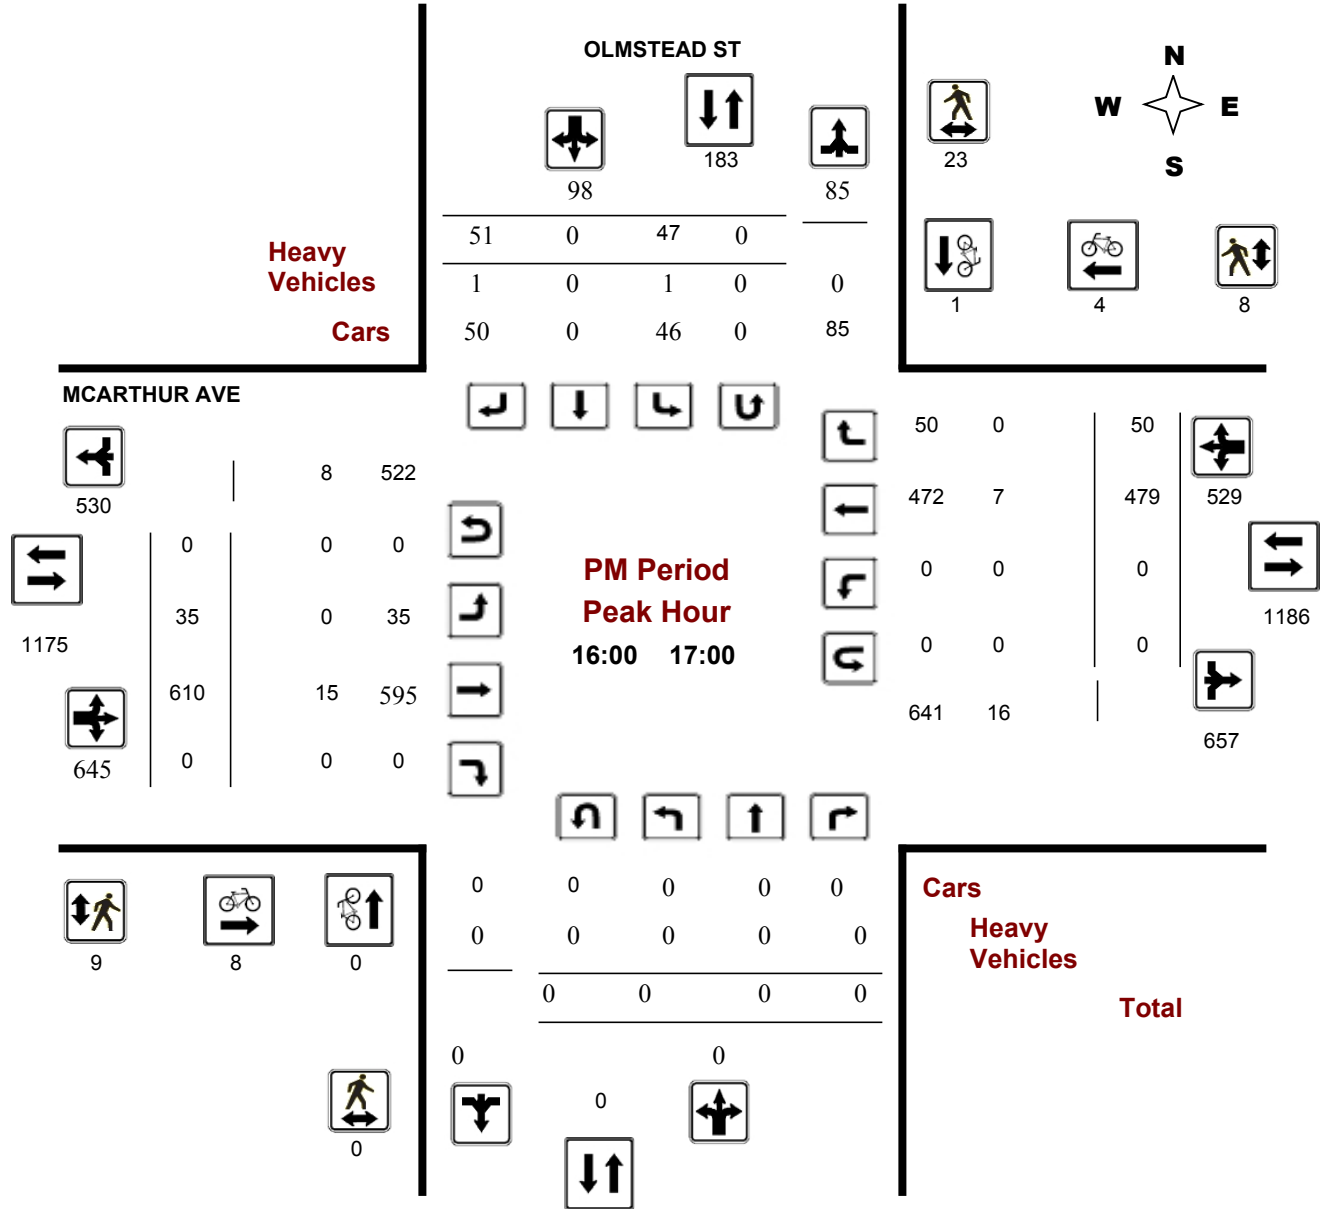 OLMSTEAD ST
N
W E
S
183
23
98 85
51 0 47 0
Heavy
Vehicles
1 0 1 0 0
1 4 8
Cars
50 0 46 0 85
MCARTHUR AVE
50 0 50
8 522
530
472 7 479 529
0 0 0
PM Period
0 0 0
Peak Hour
35 0 35
1186
1175
16:00 17:00
0 0 0
610 15 595
641 16
657
645
0 0 0
0 0 0 0 0
Cars
Heavy
Vehicles
0 0 0 0 0
9 8 0
0 0 0 0
Total
0 0
0
0